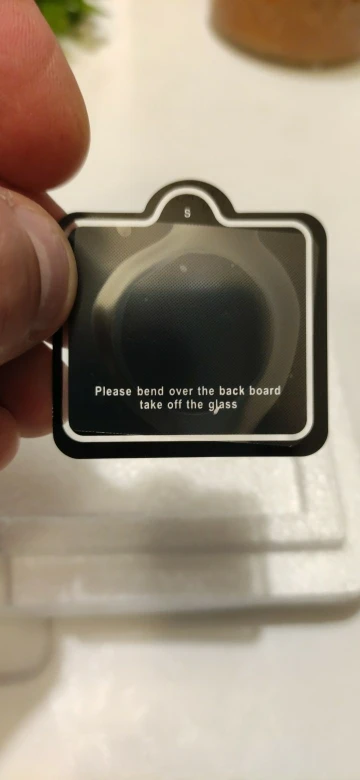 S
Please bend over the back board
take off the glass